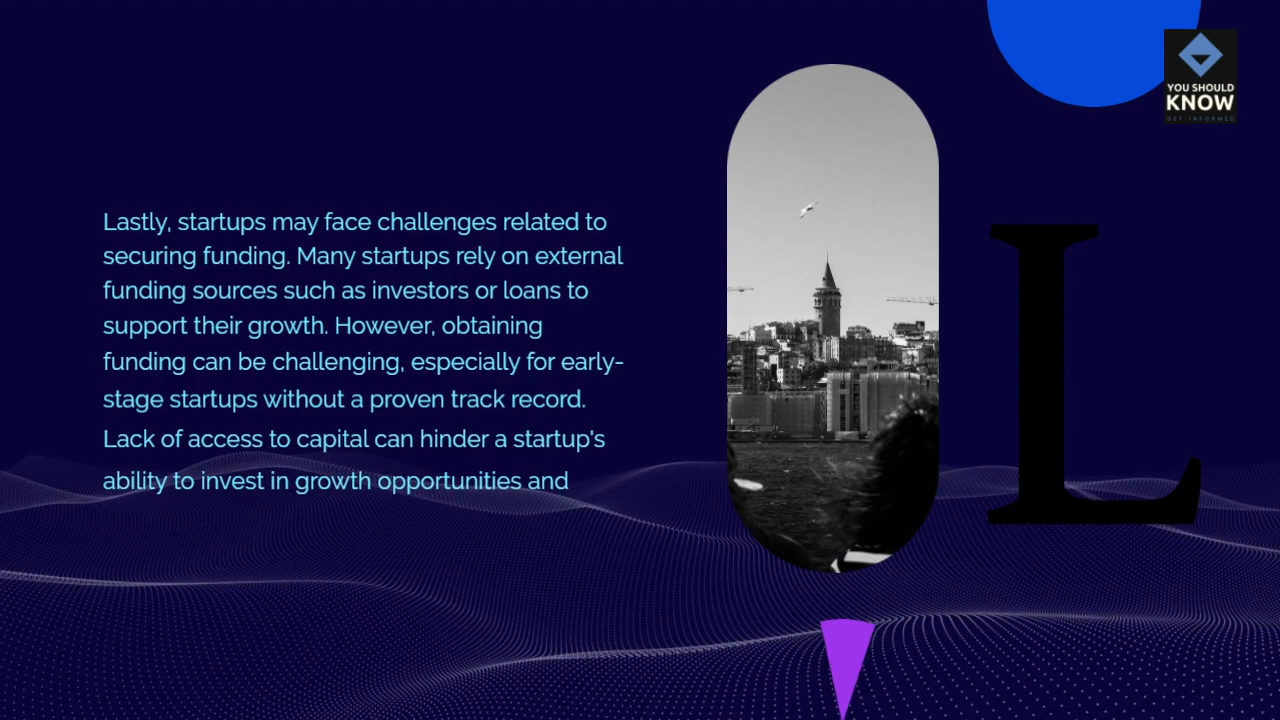 Lastly, startups may face challenges related to
securing funding. Many startups rely on external
funding sources such as investors or loans to
support their growth. However, obtaining
funding can be challenging, especially for early-
stage startups without a proven track record.
Lack of access to capital can hinder a startup's
ability to invest in growth opportunities and
L
YOU SHOULD
KNOW
GET INFORMED